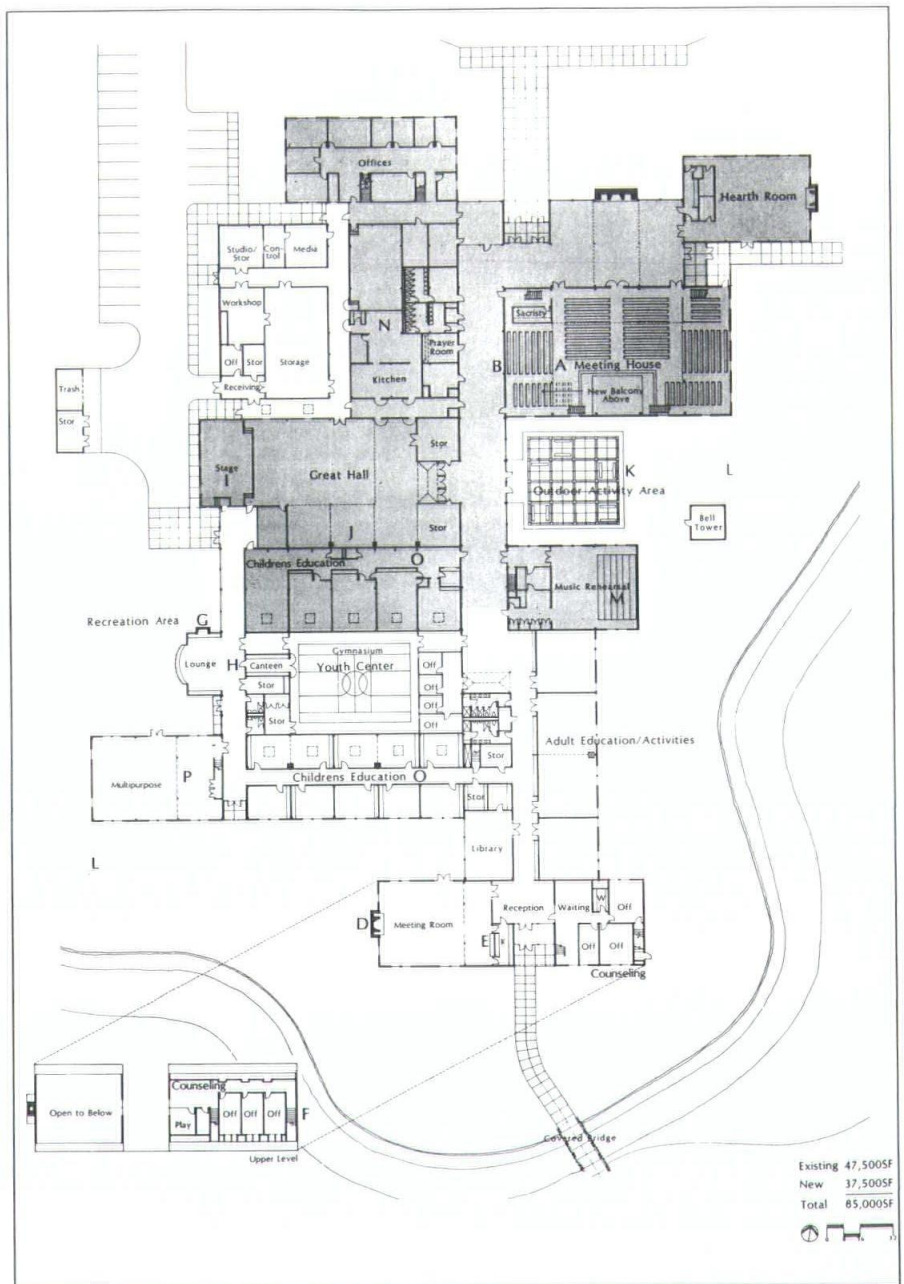 Offices
Hearth Room
Studio/
Stor
Con-
trol
Media
Workshop
Sacristy
N
Prayer
Room
B
A Meeting House
Off
Stor
Storage
Kitchen
New Balcony
Above
Receiving
Trash
Stor
Stor
Stage
I
Great Hall
K
L
Outdoor Activity Area
Stor
Bell
Tower
J
Childrens Education
O
Music Rehearsal
M
Recreation Area
G
Gymnasium
Lounge
H
Canteen
Youth Center
Off
Stor
Off
Off
Stor
Off
Adult Education/Activities
Stor
Multipurpose
P
Childrens Education O
Stor
Library
L
D
Meeting Room
Reception
Waiting
W
Off
E
R
Off
Off
Counseling
Counseling
Open to Below
Play
Off
Off
Off
F
Upper Level
Covered Bridge
Existing 47,500SF
New 37,500SF
Total 85,000SF